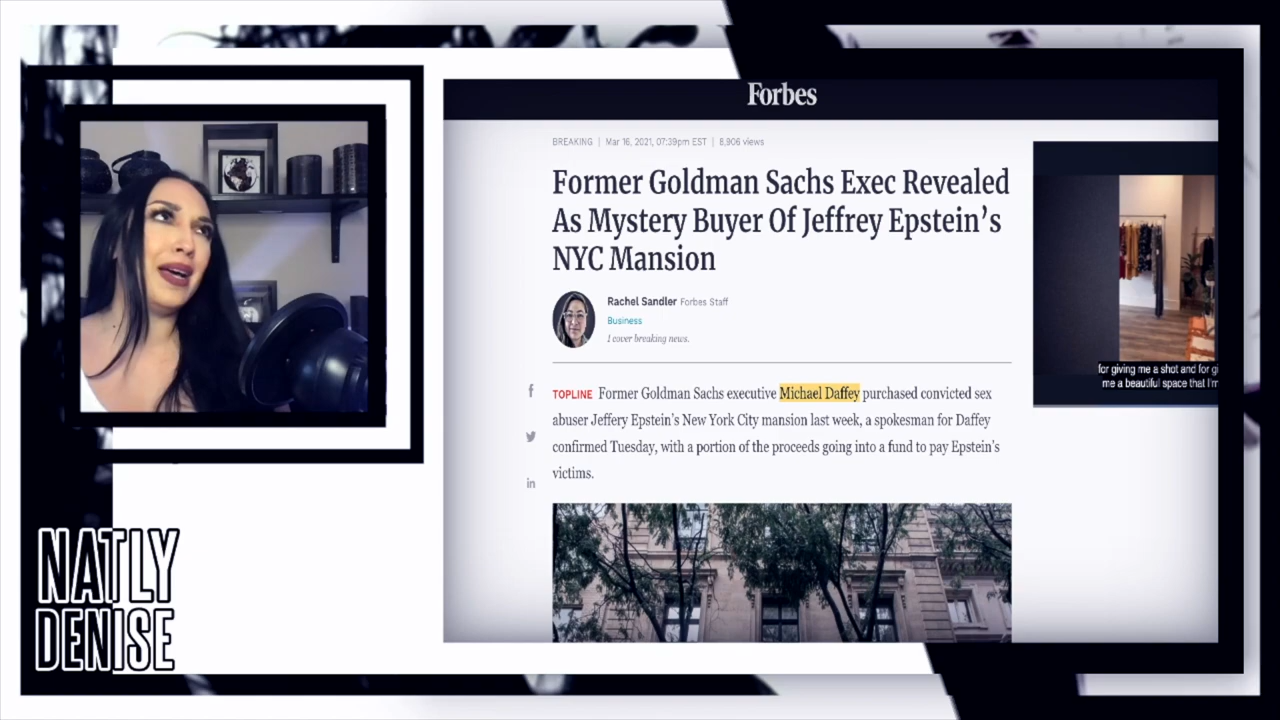 Forbes
BREAKING | Mar 16, 2021, 07:39pm EST | 8,906 views
Former Goldman Sachs Exec Revealed
As Mystery Buyer Of Jeffrey Epstein’s
NYC Mansion
Rachel Sandler Forbes Staff
Business
I cover breaking news.
TOPLINE Former Goldman Sachs executive Michael Daffey purchased convicted sex
abuser Jeffery Epstein’s New York City mansion last week, a spokesman for Daffey
confirmed Tuesday, with a portion of the proceeds going into a fund to pay Epstein’s
victims.
for giving me a shot and for gi
me a beautiful space that I'm
NATLY
DENISE